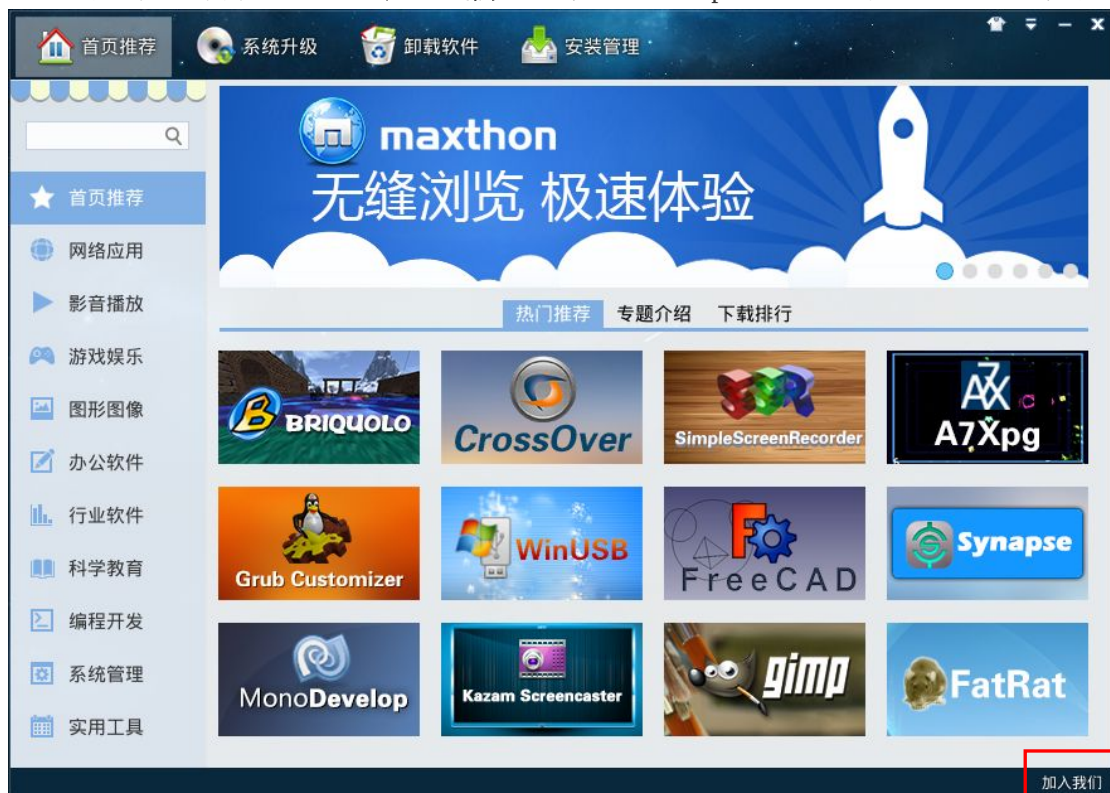 首页推荐 系统升级 卸载软件 安装管理
maxthon
无缝浏览 极速体验
首页推荐
网络应用
影音播放
游戏娱乐
图形图像
办公软件
行业软件
科学教育
编程开发
系统管理
实用工具
热门推荐 专题介绍 下载排行
BRIQUOLO
CrossOver
SSR
SimpleScreenRecorder
A7X
A7Xpg
Grub Customizer
WinUSB
FreeCAD
Synapse
MonoDevelop
Kazam Screencaster
gimp
FatRat
加入我们